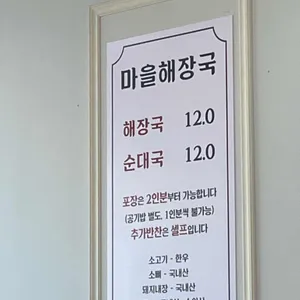 마을해장국
해장국 12.0
순대국 12.0
포장은 2인분부터 가능합니다
(공기밥 별도, 1인분씩 불가능)
추가반찬은 셀프입니다
소고기 - 한우
소뼈 - 국내산
돼지내장 - 국내산